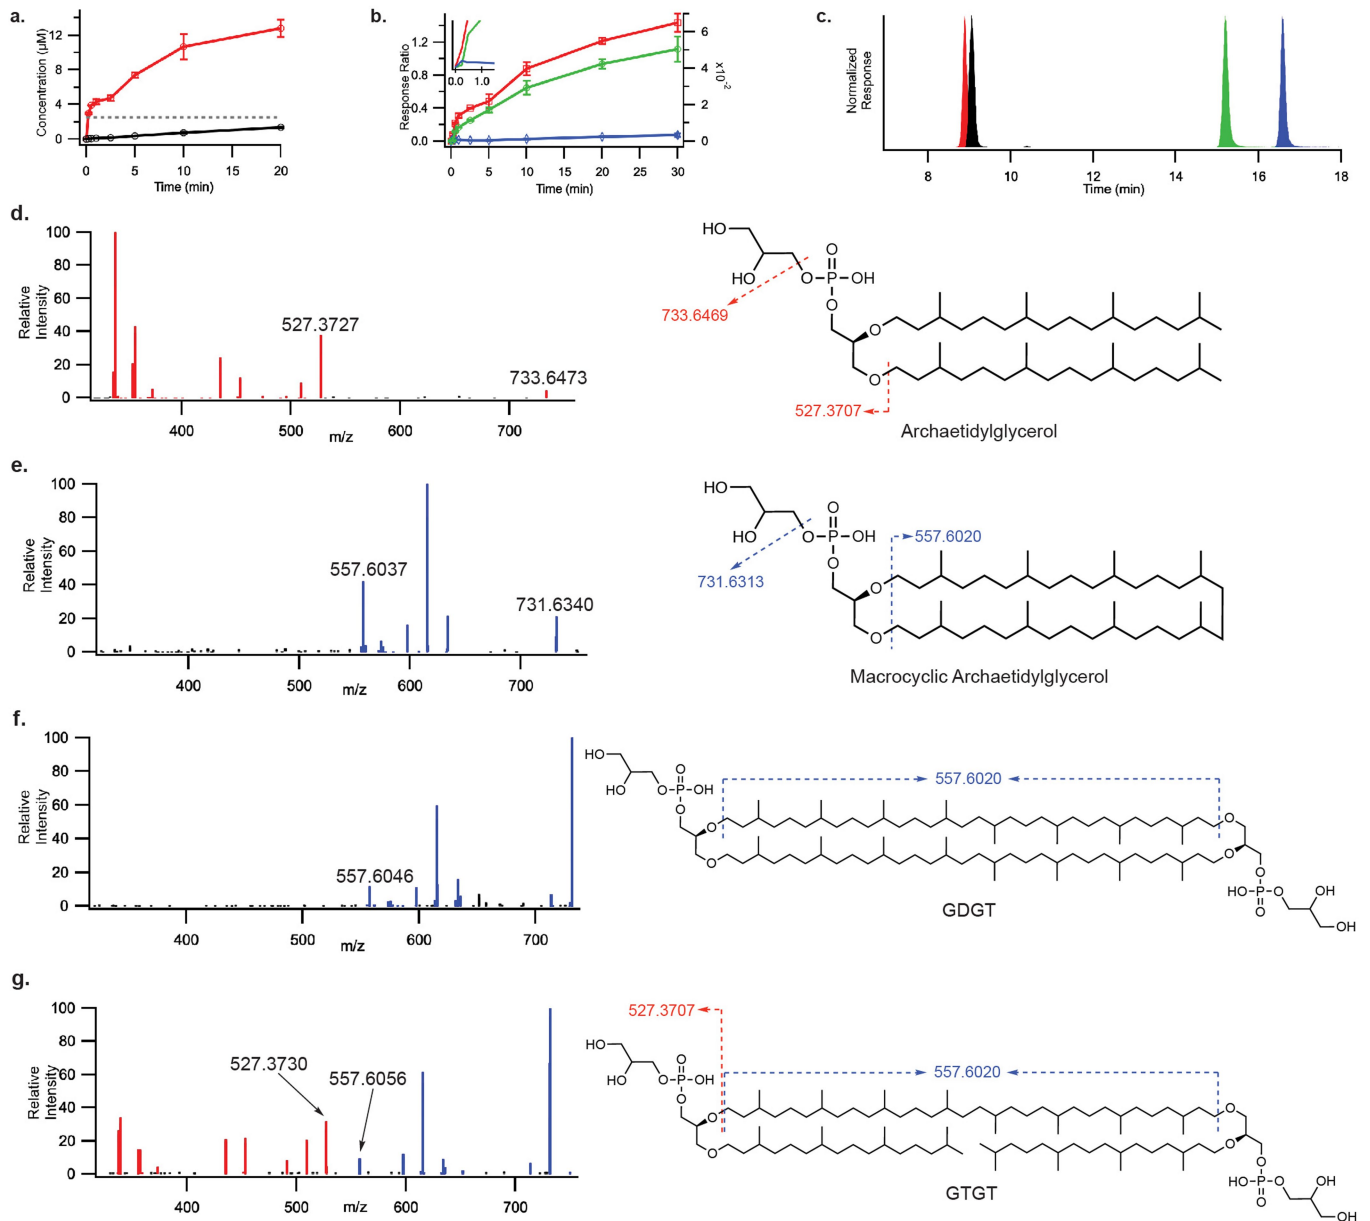 a.
Concentration (µM)
12
8
4
0
0
5
10
15
20
Time (min)
b.
Response Ratio
1.2
0.8
0.4
0.0
0.0
1.0
6
4
2
0
x10⁻²
0
5
10
15
20
25
30
Time (min)
c.
Normalized
Response
8
10
12
14
16
18
Time (min)
d.
Relative
Intensity
100
80
60
40
20
0
527.3727
733.6473
400
500
600
700
m/z
HO
HO
O
O
P
OH
O
O
O
733.6469
527.3707
Archaetidylglycerol
e.
Relative
Intensity
100
80
60
40
20
0
557.6037
731.6340
400
500
600
700
m/z
HO
HO
O
O
P
OH
O
O
O
557.6020
731.6313
Macrocyclic Archaetidylglycerol
f.
Relative
Intensity
100
80
60
40
20
0
557.6046
400
500
600
700
m/z
HO
HO
O
O
P
OH
O
O
O
557.6020
O
O
O
HO
P
O
O
OH
OH
GDGT
g.
Relative
Intensity
100
80
60
40
20
0
527.3730
557.6056
400
500
600
700
m/z
527.3707
HO
HO
O
O
P
OH
O
O
O
557.6020
O
O
O
HO
P
O
O
OH
OH
GTGT